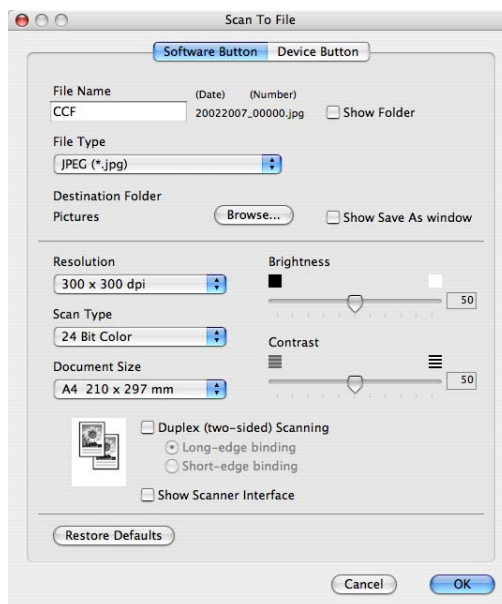 Scan To File
Software Button Device Button
File Name (Date) (Number)
CCF 20022007_00000.jpg Show Folder
File Type
JPEG (*.jpg)
Destination Folder
Pictures Browse... Show Save As window
Resolution Brightness
300 x 300 dpi
50
Scan Type
24 Bit Color
Contrast
Document Size
A4 210 x 297 mm 50
Duplex (two-sided) Scanning
Long-edge binding
Short-edge binding
Show Scanner Interface
Restore Defaults
Cancel OK